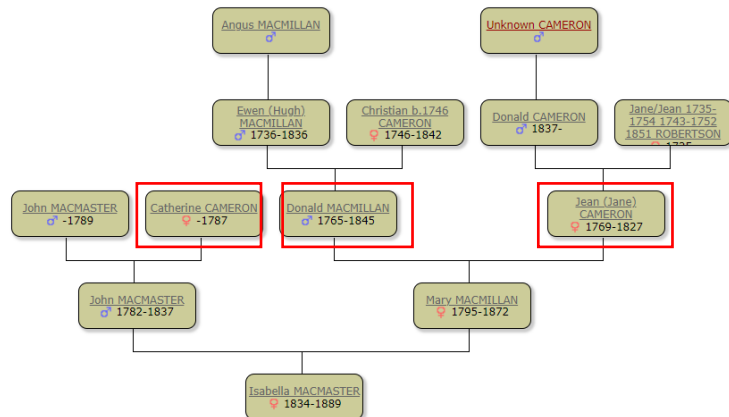 Angus MACMILLAN
Unknown CAMERON
Ewen (Hugh)
MACMILLAN
1736-1836
Christian b.1746
CAMERON
1746-1842
Donald CAMERON
1837-
Jane/Jean 1735-
1754 1743-1752
1851 ROBERTSON
John MACMASTER
-1789
Catherine CAMERON
-1787
Donald MACMILLAN
1765-1845
Jean (Jane)
CAMERON
1769-1827
John MACMASTER
1782-1837
Mary MACMILLAN
1795-1872
Isabella MACMASTER
1834-1889